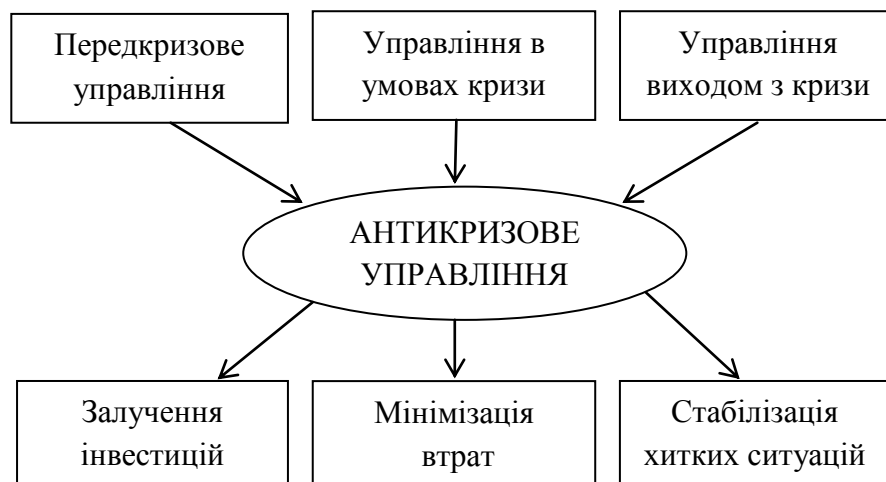 Передкризове
управління
Управління в
умовах кризи
Управління
виходом з кризи
АНТИКРИЗОВЕ
УПРАВЛІННЯ
Залучення
інвестицій
Мінімізація
втрат
Стабілізація
хитких ситуацій